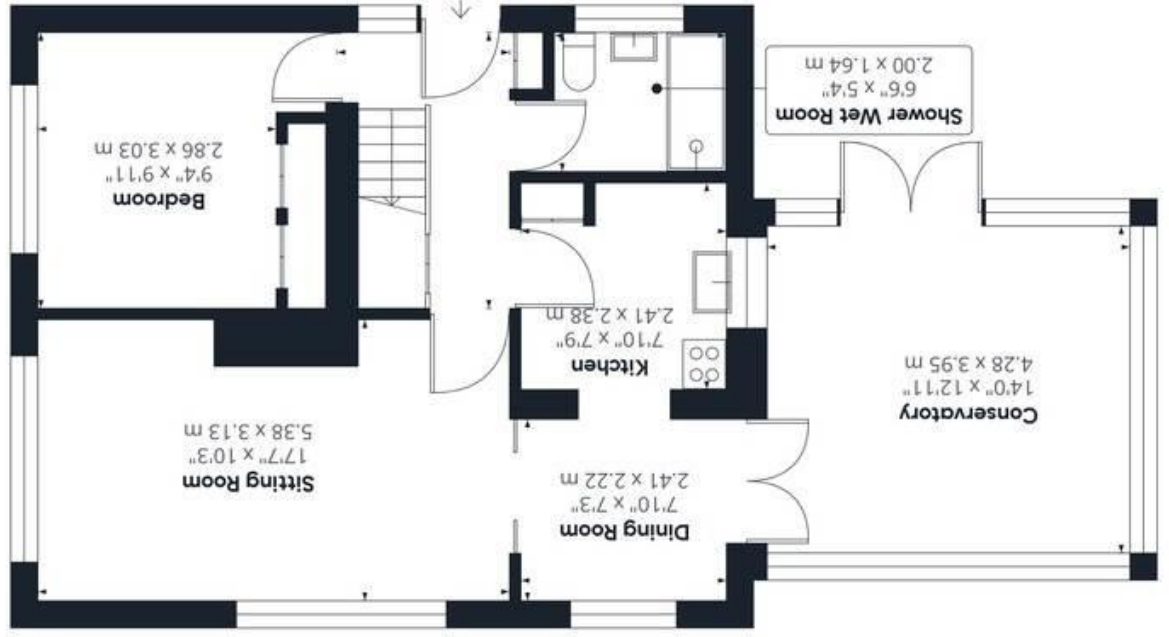 Dining Room
7'10" x 7'3"
2.41 x 2.22 m
Sitting Room
17'7" x 10'3"
5.38 x 3.13 m
Conservatory
14'0" x 12'11"
4.28 x 3.95 m
Kitchen
7'10" x 7'9"
2.41 x 2.38 m
Bedroom
9'4" x 9'11"
2.86 x 3.03 m
Shower Wet Room
6'6" x 5'4"
2.00 x 1.64 m